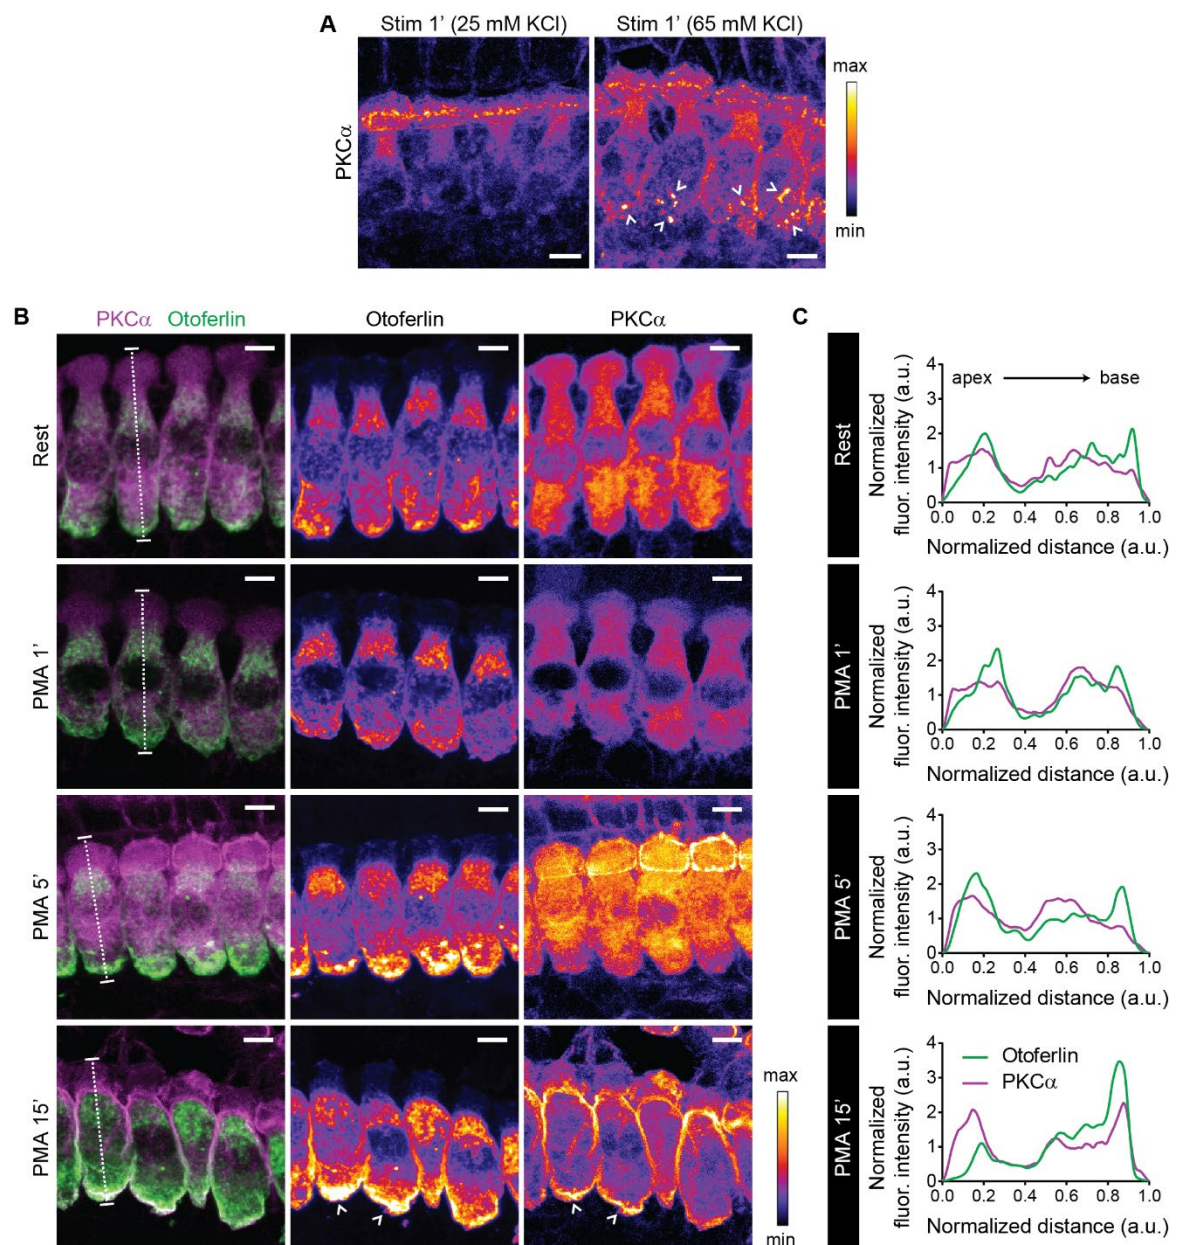 A
Stim 1’ (25 mM KCl)
Stim 1’ (65 mM KCl)
PKCα
max
min
B
PKCα Otoferlin
Otoferlin
PKCα
Rest
PMA 1’
PMA 5’
PMA 15’
max
min
C
Rest
Normalized
fluor. intensity (a.u.)
4
3
2
1
0
apex
base
0.0 0.2 0.4 0.6 0.8 1.0
Normalized distance (a.u.)
PMA 1’
Normalized
fluor. intensity (a.u.)
4
3
2
1
0
0.0 0.2 0.4 0.6 0.8 1.0
Normalized distance (a.u.)
PMA 5’
Normalized
fluor. intensity (a.u.)
4
3
2
1
0
0.0 0.2 0.4 0.6 0.8 1.0
Normalized distance (a.u.)
PMA 15’
Normalized
fluor. intensity (a.u.)
4
3
2
1
0
Otoferlin
PKCα
0.0 0.2 0.4 0.6 0.8 1.0
Normalized distance (a.u.)